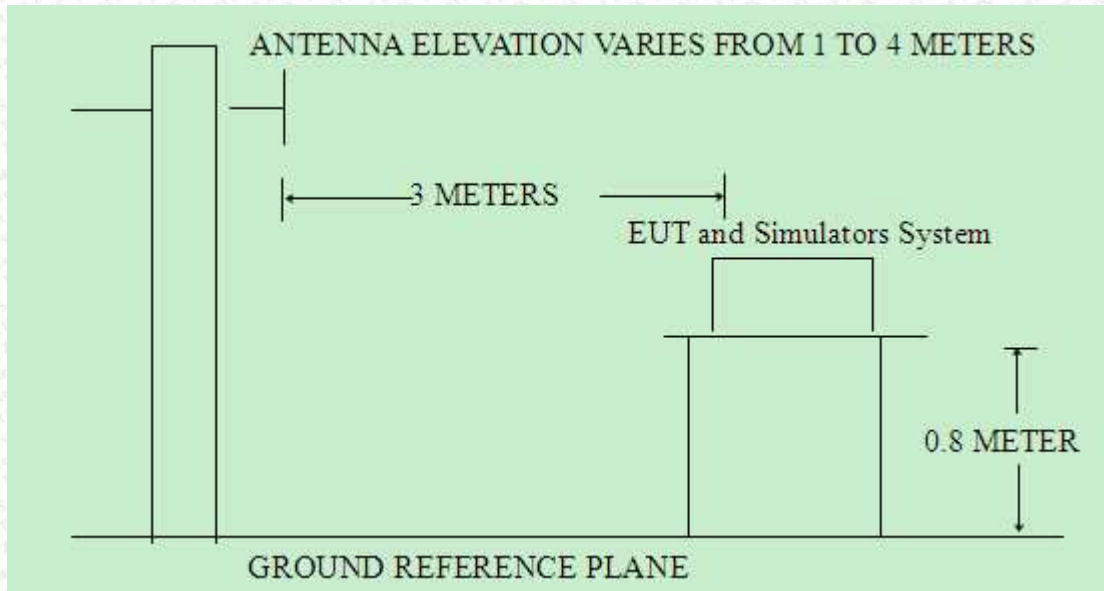 ANTENNA ELEVATION VARIES FROM 1 TO 4 METERS
3 METERS
EUT and Simulators System
0.8 METER
GROUND REFERENCE PLANE